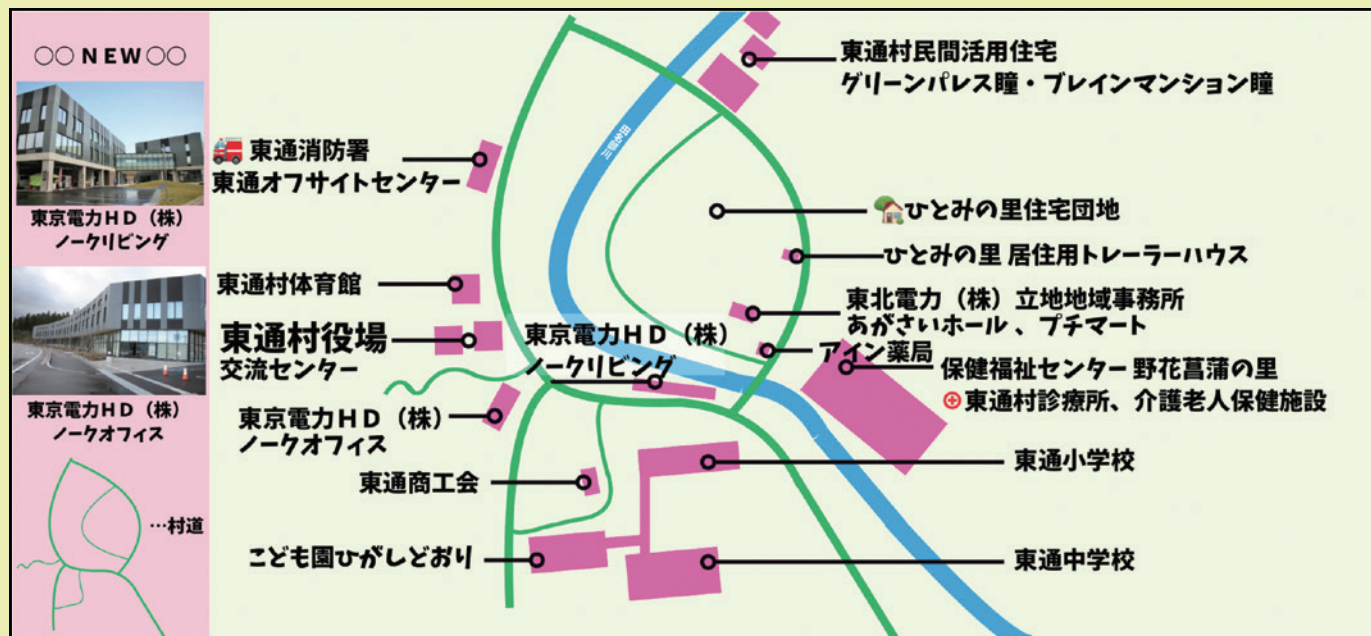 ○○NEW○○
東京電力HD（株）
ノークリビング
東京電力HD（株）
ノークオフィス
…村道
東通村民間活用住宅
グリーンパレス瞳・ブレインマンション瞳
田名部川
東通消防署
東通オフサイトセンター
ひとみの里住宅団地
ひとみの里 居住用トレーラーハウス
東通村体育館
東北電力（株）立地地域事務所
あがさいホール、プチマート
東通村役場
交流センター
東京電力HD（株）
ノークリビング
アイン薬局
保健福祉センター 野花菖蒲の里
東通村診療所、介護老人保健施設
東京電力HD（株）
ノークオフィス
東通商工会
東通小学校
こども園ひがしどおり
東通中学校